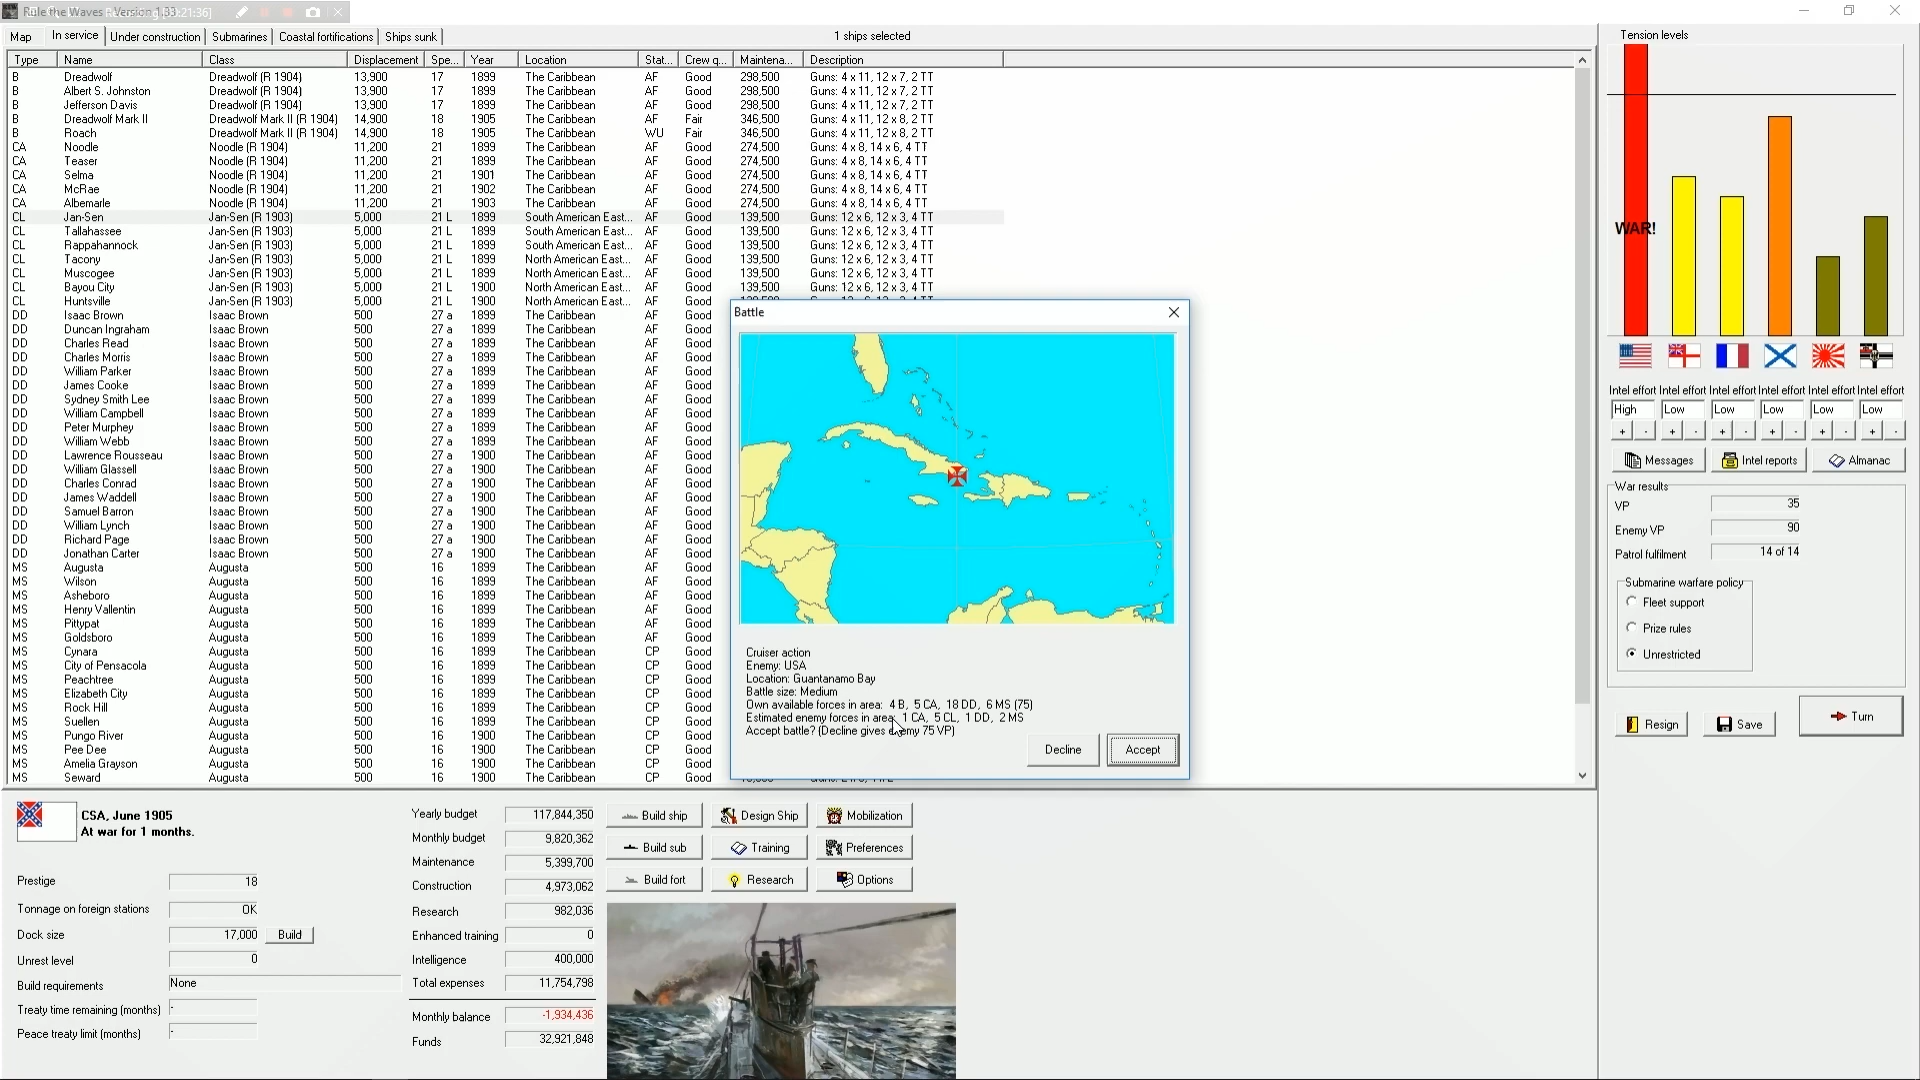 Rule the Waves - Version 1.33
Map In service Under construction Submarines Coastal fortifications Ships sunk 1 ships selected
Type Name Class Displacement Spe... Year Location Stat... Crew q... Maintena... Description
B Dreadwolf Dreadwolf (R 1904) 13,900 17 1899 The Caribbean AF Good 298,500 Guns: 4 x 11, 12 x 7, 2 TT
B Albert S. Johnston Dreadwolf (R 1904) 13,900 17 1899 The Caribbean AF Good 298,500 Guns: 4 x 11, 12 x 7, 2 TT
B Jefferson Davis Dreadwolf (R 1904) 13,900 17 1899 The Caribbean AF Good 298,500 Guns: 4 x 11, 12 x 7, 2 TT
B Dreadwolf Mark II Dreadwolf Mark II (R 1904) 14,900 18 1905 The Caribbean AF Fair 346,500 Guns: 4 x 11, 12 x 8, 2 TT
B Roach Dreadwolf Mark II (R 1904) 14,900 18 1905 The Caribbean WU Fair 346,500 Guns: 4 x 11, 12 x 8, 2 TT
CA Noodle Noodle (R 1904) 11,200 21 1899 The Caribbean AF Good 274,500 Guns: 4 x 8, 14 x 6, 4 TT
CA Teaser Noodle (R 1904) 11,200 21 1899 The Caribbean AF Good 274,500 Guns: 4 x 8, 14 x 6, 4 TT
CA Selma Noodle (R 1904) 11,200 21 1901 The Caribbean AF Good 274,500 Guns: 4 x 8, 14 x 6, 4 TT
CA McRae Noodle (R 1904) 11,200 21 1902 The Caribbean AF Good 274,500 Guns: 4 x 8, 14 x 6, 4 TT
CA Albemarle Noodle (R 1904) 11,200 21 1903 The Caribbean AF Good 274,500 Guns: 4 x 8, 14 x 6, 4 TT
CL Jan-Sen Jan-Sen (R 1903) 5,000 21 L 1899 South American East... AF Good 139,500 Guns: 12 x 6, 12 x 3, 4 TT
CL Tallahassee Jan-Sen (R 1903) 5,000 21 L 1899 South American East... AF Good 139,500 Guns: 12 x 6, 12 x 3, 4 TT
CL Rappahannock Jan-Sen (R 1903) 5,000 21 L 1899 South American East... AF Good 139,500 Guns: 12 x 6, 12 x 3, 4 TT
CL Tacony Jan-Sen (R 1903) 5,000 21 L 1899 North American East... AF Good 139,500 Guns: 12 x 6, 12 x 3, 4 TT
CL Muscogee Jan-Sen (R 1903) 5,000 21 L 1899 North American East... AF Good 139,500 Guns: 12 x 6, 12 x 3, 4 TT
CL Bayou City Jan-Sen (R 1903) 5,000 21 L 1900 North American East... AF Good 139,500 Guns: 12 x 6, 12 x 3, 4 TT
CL Huntsville Jan-Sen (R 1903) 5,000 21 L 1900 North American East... AF Good
DD Isaac Brown Isaac Brown 500 27 a 1899 The Caribbean AF Good
DD Duncan Ingraham Isaac Brown 500 27 a 1899 The Caribbean AF Good
DD Charles Read Isaac Brown 500 27 a 1899 The Caribbean AF Good
DD Charles Morris Isaac Brown 500 27 a 1899 The Caribbean AF Good
DD William Parker Isaac Brown 500 27 a 1899 The Caribbean AF Good
DD James Cooke Isaac Brown 500 27 a 1899 The Caribbean AF Good
DD Sydney Smith Lee Isaac Brown 500 27 a 1899 The Caribbean AF Good
DD William Campbell Isaac Brown 500 27 a 1899 The Caribbean AF Good
DD Peter Murphey Isaac Brown 500 27 a 1899 The Caribbean AF Good
DD William Webb Isaac Brown 500 27 a 1900 The Caribbean AF Good
DD Lawrence Rousseau Isaac Brown 500 27 a 1900 The Caribbean AF Good
DD William Glassell Isaac Brown 500 27 a 1900 The Caribbean AF Good
DD Charles Conrad Isaac Brown 500 27 a 1900 The Caribbean AF Good
DD James Waddell Isaac Brown 500 27 a 1900 The Caribbean AF Good
DD Samuel Barron Isaac Brown 500 27 a 1900 The Caribbean AF Good
DD William Lynch Isaac Brown 500 27 a 1900 The Caribbean AF Good
DD Richard Page Isaac Brown 500 27 a 1900 The Caribbean AF Good
DD Jonathan Carter Isaac Brown 500 27 a 1900 The Caribbean AF Good
MS Augusta Augusta 500 16 1899 The Caribbean AF Good
MS Wilson Augusta 500 16 1899 The Caribbean AF Good
MS Asheboro Augusta 500 16 1899 The Caribbean AF Good
MS Henry Vallentin Augusta 500 16 1899 The Caribbean AF Good
MS Pittypat Augusta 500 16 1899 The Caribbean AF Good
MS Goldsboro Augusta 500 16 1899 The Caribbean AF Good
MS Cynara Augusta 500 16 1899 The Caribbean CP Good
MS City of Pensacola Augusta 500 16 1899 The Caribbean CP Good
MS Peachtree Augusta 500 16 1899 The Caribbean CP Good
MS Elizabeth City Augusta 500 16 1899 The Caribbean CP Good
MS Rock Hill Augusta 500 16 1900 The Caribbean CP Good
MS Suellen Augusta 500 16 1900 The Caribbean CP Good
MS Pungo River Augusta 500 16 1900 The Caribbean CP Good
MS Pee Dee Augusta 500 16 1900 The Caribbean CP Good
MS Amelia Grayson Augusta 500 16 1900 The Caribbean CP Good
MS Seward Augusta 500 16 1900 The Caribbean CP Good
Battle
Cruiser action
Enemy: USA
Location: Guantanamo Bay
Battle size: Medium
Own available forces in area: 4 B, 5 CA, 18 DD, 6 MS (75)
Estimated enemy forces in area: 1 CA, 5 CL, 1 DD, 2 MS
Accept battle? (Decline gives enemy 75 VP)
Decline Accept
Tension levels
WAR!
Intel effort Intel effort Intel effort Intel effort Intel effort Intel effort
High Low Low Low Low Low
+ - + - + - + - + - + -
Messages Intel reports Almanac
War results
VP 35
Enemy VP 90
Patrol fulfilment 14 of 14
Submarine warfare policy
Fleet support
Prize rules
Unrestricted
Resign Save Turn
CSA, June 1905
At war for 1 months.
Prestige 18
Tonnage on foreign stations OK
Dock size 17,000 Build
Unrest level 0
Build requirements None
Treaty time remaining (months) -
Peace treaty limit (months) -
Yearly budget 117,844,350
Monthly budget 9,820,362
Maintenance 5,399,700
Construction 4,973,062
Research 982,036
Enhanced training 0
Intelligence 400,000
Total expenses 11,754,798
Monthly balance -1,934,436
Funds 32,921,848
Build ship Design Ship Mobilization
Build sub Training Preferences
Build fort Research Options